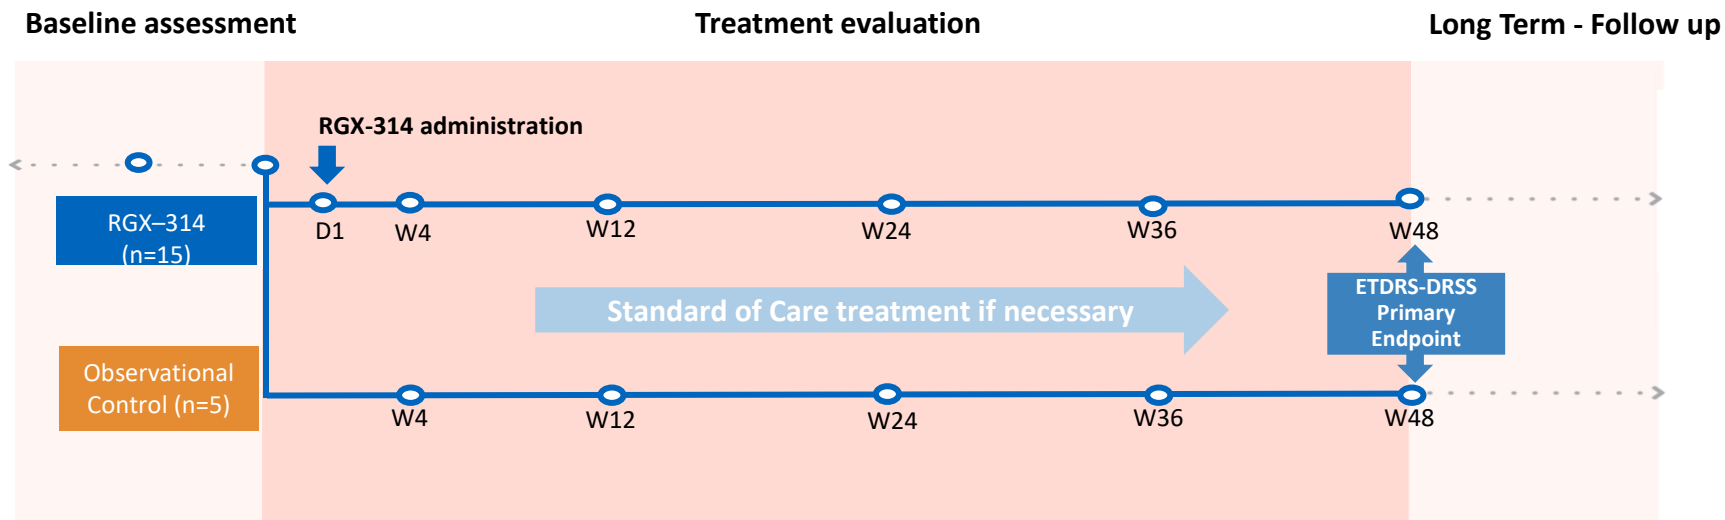 Baseline assessment
Treatment evaluation
Long Term - Follow up
RGX-314 administration
RGX–314
(n=15)
D1
W4
W12
W24
W36
W48
Standard of Care treatment if necessary
ETDRS-DRSS
Primary
Endpoint
Observational
Control (n=5)
W4
W12
W24
W36
W48